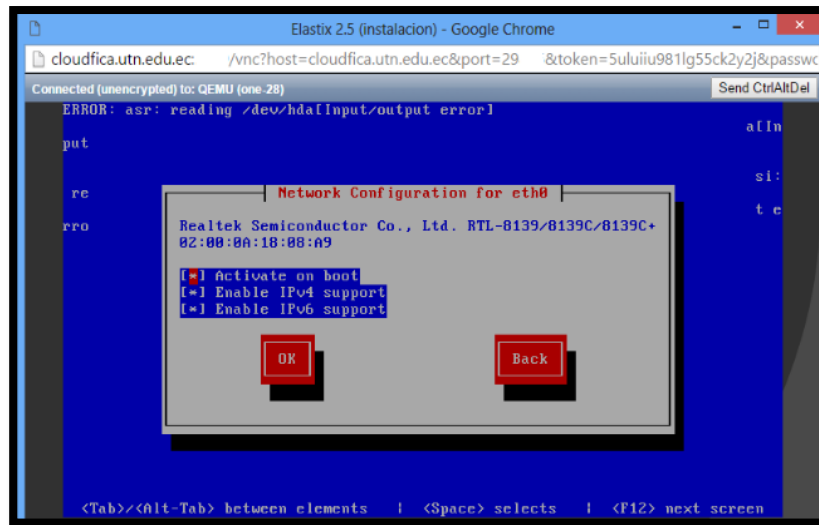 Elastix 2.5 (instalacion) - Google Chrome
cloudfica.utn.edu.ec: /vnc?host=cloudfica.utn.edu.ec&port=29 &token=5uluiiu981lg55ck2y2j&passwo
Connected (unencrypted) to: QEMU (one-28) Send CtrlAltDel
ERROR: asr: reading /dev/hda[Input/output error]
a[In
put
si:
re
t e
rro
Network Configuration for eth0
Realtek Semiconductor Co., Ltd. RTL-8139/8139C/8139C+
02:00:0A:18:08:A9
[*] Activate on boot
[*] Enable IPv4 support
[*] Enable IPv6 support
OK Back
<Tab>/<Alt-Tab> between elements | <Space> selects | <F12> next screen